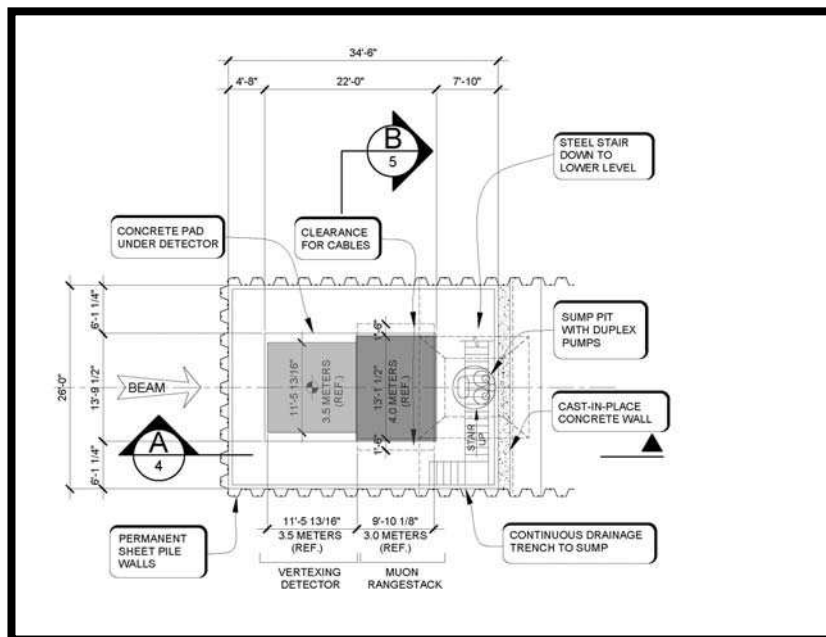 34'-6"
4'-8"
22'-0"
7'-10"
B
5
STEEL STAIR
DOWN TO
LOWER LEVEL
CONCRETE PAD
UNDER DETECTOR
CLEARANCE
FOR CABLES
SUMP PIT
WITH DUPLEX
PUMPS
26'-0"
6'-1 1/4"
13'-9 1/2"
6'-1 1/4"
BEAM
11'-5 13/16"
3.5 METERS
(REF.)
1'-6"
13'-1 1/2"
4.0 METERS
(REF.)
1'-6"
STAIR
UP
CAST-IN-PLACE
CONCRETE WALL
A
4
PERMANENT
SHEET PILE
WALLS
11'-5 13/16"
3.5 METERS
(REF.)
9'-10 1/8"
3.0 METERS
(REF.)
CONTINUOUS DRAINAGE
TRENCH TO SUMP
VERTEXING
DETECTOR
MUON
RANGESTACK